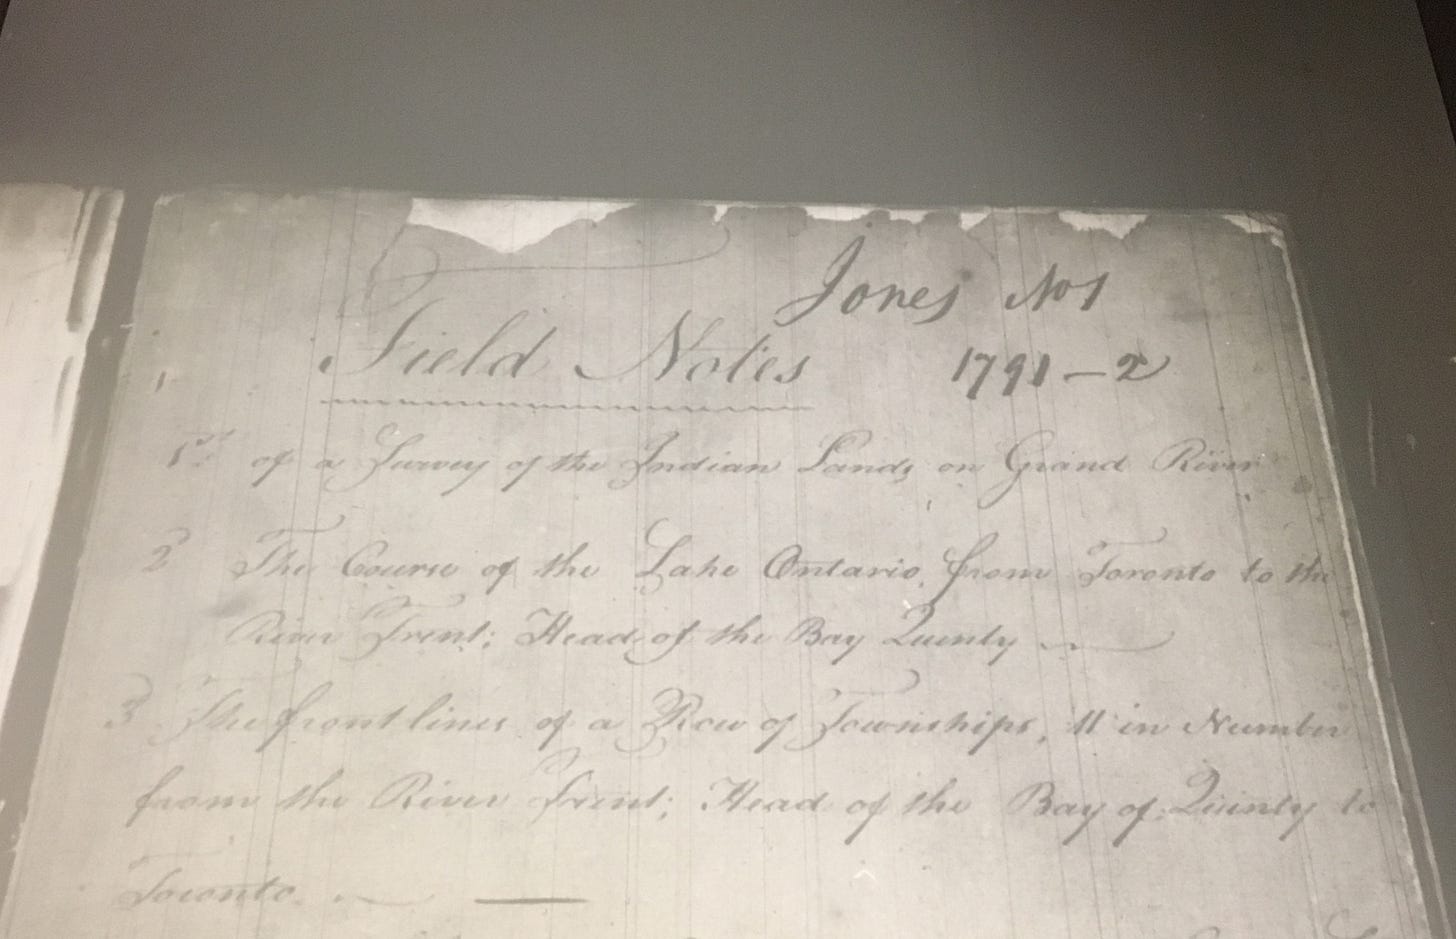 Jones No 1
Field Notes 1791-2
1st of a Survey of the Indian Lands on Grand River
2 The Course of the Lake Ontario, from Toronto to the
River Trent; Head of the Bay Quinty
3 The front lines of a Row of Townships, 11 in Number
from the River Trent; Head of the Bay of Quinty to
Toronto.